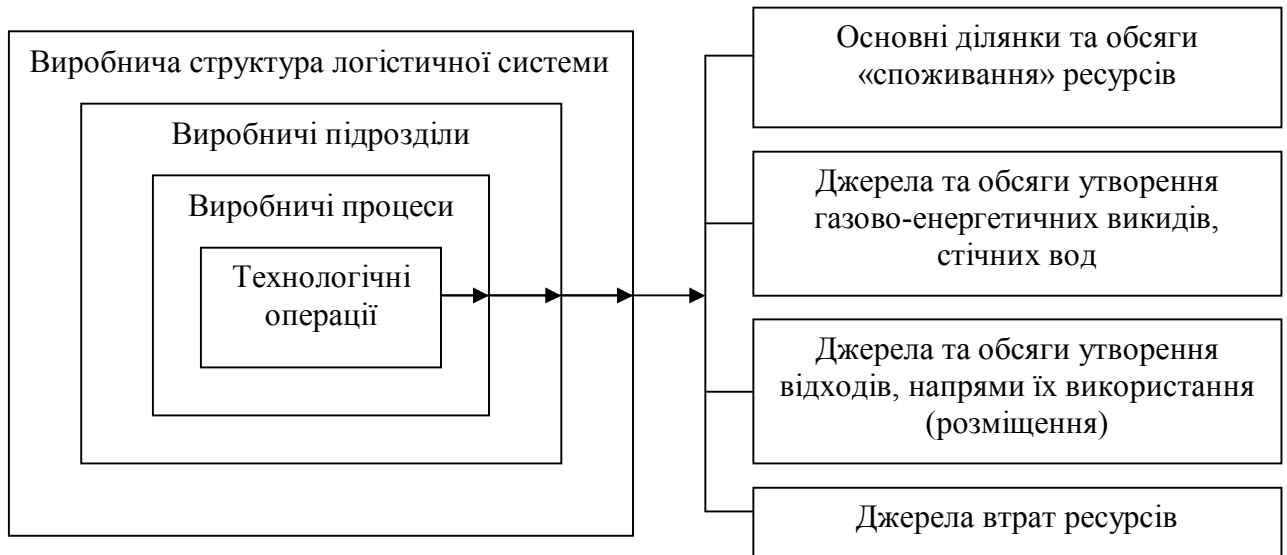 Виробнича структура логістичної системи
Виробничі підрозділи
Виробничі процеси
Технологічні
операції
Основні ділянки та обсяги
«споживання» ресурсів
Джерела та обсяги утворення
газово-енергетичних викидів,
стічних вод
Джерела та обсяги утворення
відходів, напрями їх використання
(розміщення)
Джерела втрат ресурсів